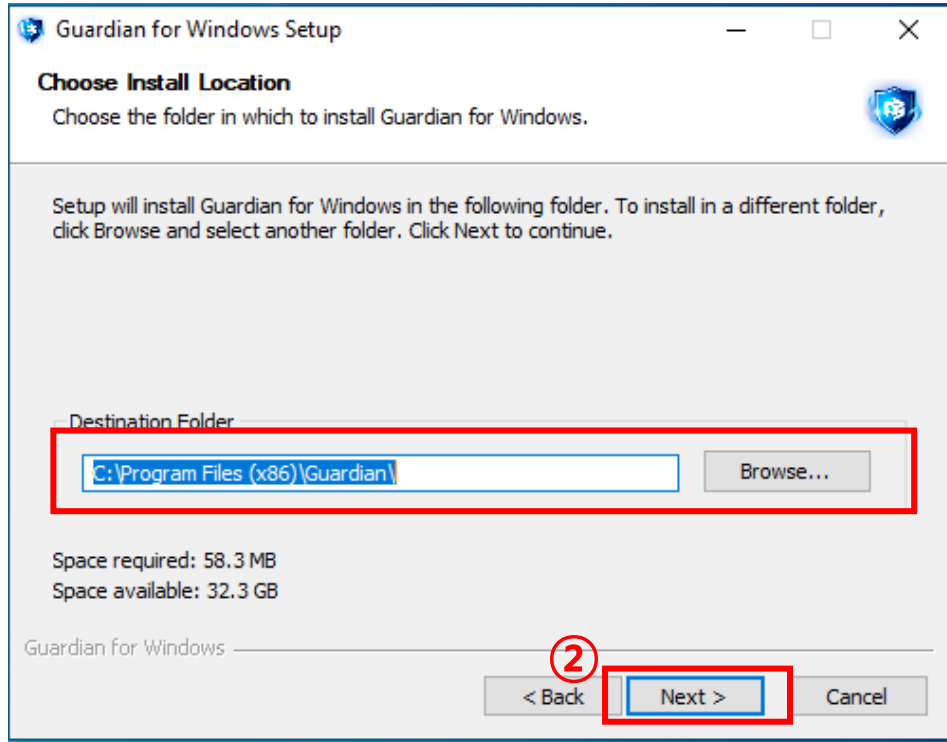 Guardian for Windows Setup
Choose Install Location
Choose the folder in which to install Guardian for Windows.
Setup will install Guardian for Windows in the following folder. To install in a different folder,
click Browse and select another folder. Click Next to continue.
Destination Folder
C:\Program Files (x86)\Guardian\
Browse...
Space required: 58.3 MB
Space available: 32.3 GB
Guardian for Windows
②
< Back
Next >
Cancel